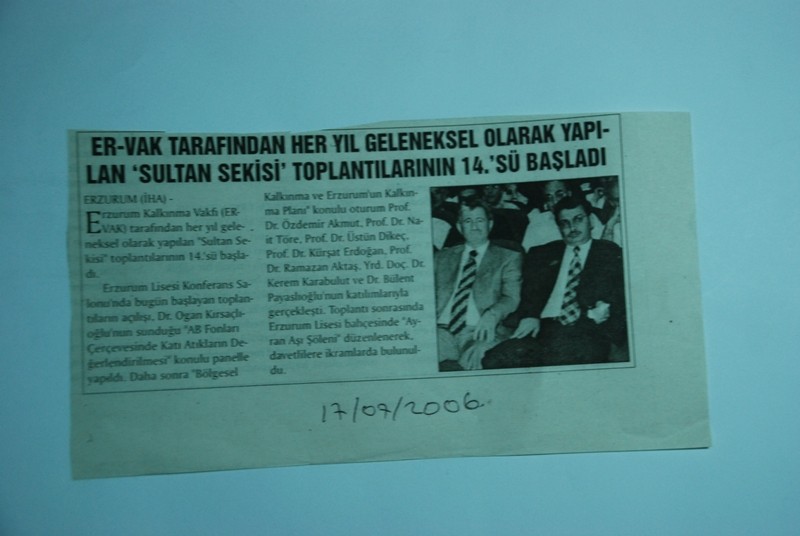 ER-VAK TARAFINDAN HER YIL GELENEKSEL OLARAK YAPI-
LAN ‘SULTAN SEKİSİ’ TOPLANTILARININ 14.’SÜ BAŞLADI
ERZURUM (İHA) -
Erzurum Kalkınma Vakfı (ER-
VAK) tarafından her yıl gele-
neksel olarak yapılan "Sultan Se-
kisi" toplantılarının 14.'sü başla-
dı.
Erzurum Lisesi Konferans Sa-
lonu'nda bugün başlayan toplan-
tıların açılışı, Dr. Ogan Kırsaçlı-
oğlu'nun sunduğu "AB Fonları
Çerçevesinde Katı Atıkların De-
ğerlendirilmesi" konulu panelle
yapıldı. Daha sonra "Bölgesel
Kalkınma ve Erzurum'un Kalkın-
ma Planı" konulu oturum Prof.
Dr. Özdemir Akmut, Prof. Dr. Na-
it Töre, Prof. Dr. Üstün Dikeç,
Prof. Dr. Kürşat Erdoğan, Prof.
Dr. Ramazan Aktaş, Yrd. Doç. Dr.
Kerem Karabulut ve Dr. Bülent
Payaslıoğlu'nun katılımlarıyla
gerçekleşti. Toplantı sonrasında
Erzurum Lisesi bahçesinde "Ay-
ran Aşı Şöleni" düzenlenerek,
davetlilere ikramlarda bulunul-
du.
17/07/2006